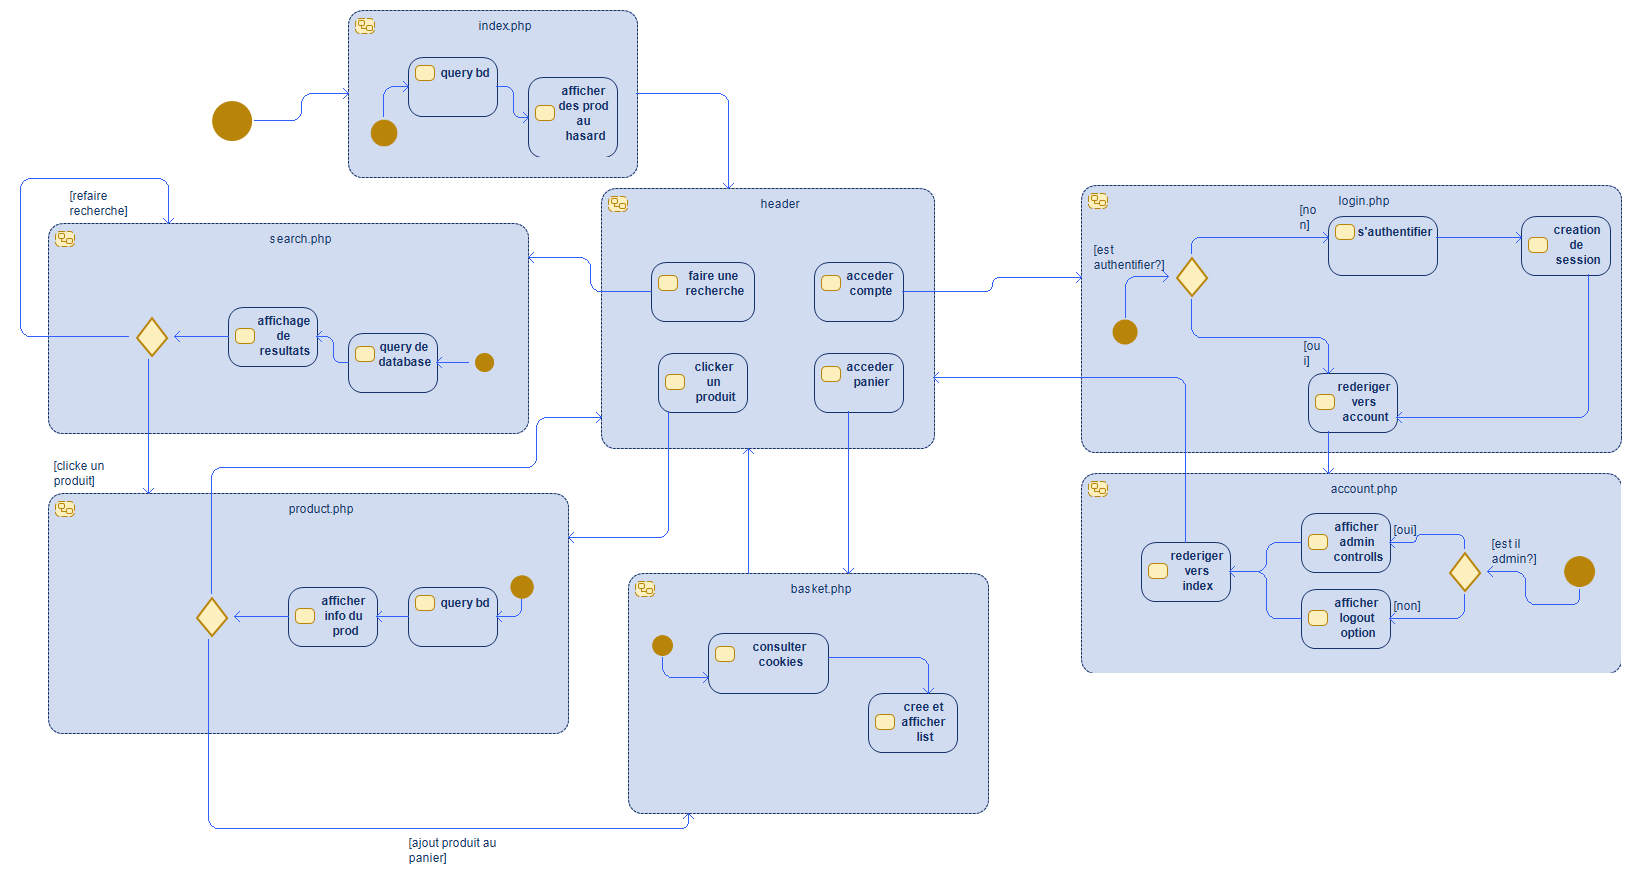 index.php
query bd
afficher
des prod
au
hasard
[refaire
recherche]
search.php
affichage
de
resultats
query de
database
header
faire une
recherche
acceder
compte
clicker
un
produit
acceder
panier
login.php
[est
authentifier?]
[no
n]
s'authentifier
creation
de
session
[ou
i]
rederiger
vers
account
[clicke un
produit]
product.php
afficher
info du
prod
query bd
basket.php
consulter
cookies
cree et
afficher
list
account.php
rederiger
vers
index
afficher
admin
controlls
[oui]
[est il
admin?]
afficher
logout
option
[non]
[ajout produit au
panier]